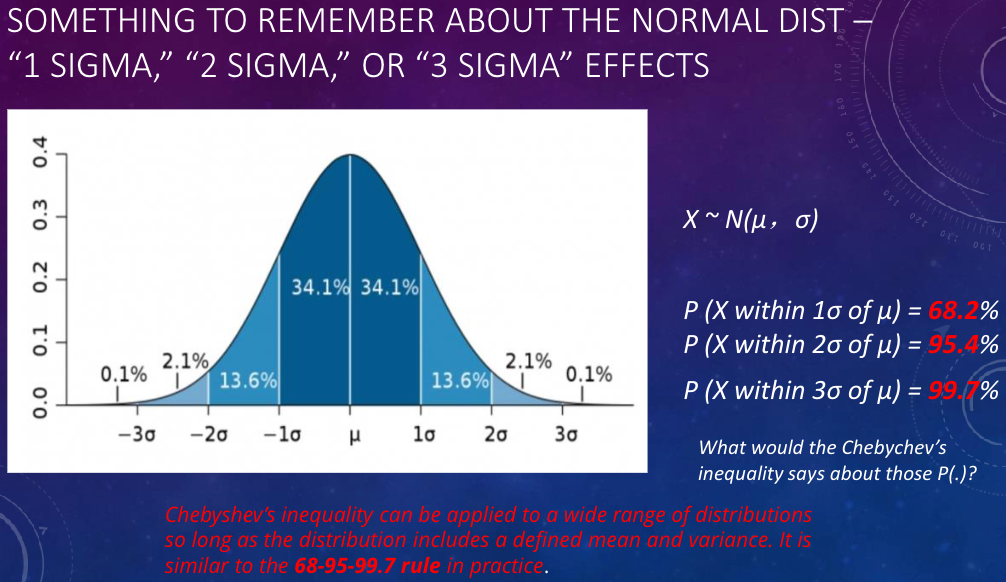 SOMETHING TO REMEMBER ABOUT THE NORMAL DIST –
“1 SIGMA,” “2 SIGMA,” OR “3 SIGMA” EFFECTS
0.4
0.3
0.2
0.1
0.0
34.1% 34.1%
0.1% 2.1% 13.6% 13.6% 2.1% 0.1%
−3σ −2σ −1σ μ 1σ 2σ 3σ
X ~ N(μ， σ)
P (X within 1σ of μ) = 68.2%
P (X within 2σ of μ) = 95.4%
P (X within 3σ of μ) = 99.7%
What would the Chebychev’s
inequality says about those P(.)?
Chebyshev’s inequality can be applied to a wide range of distributions
so long as the distribution includes a defined mean and variance. It is
similar to the 68-95-99.7 rule in practice.